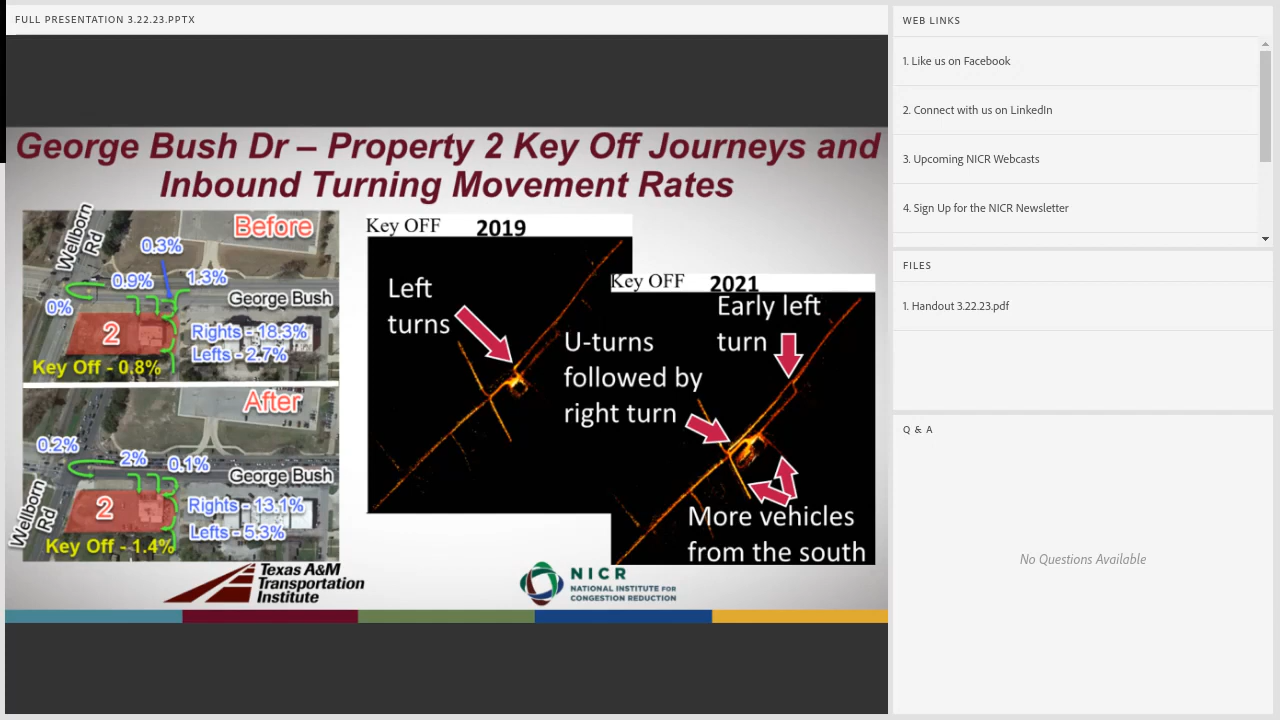 FULL PRESENTATION 3.22.23.PPTX
George Bush Dr – Property 2 Key Off Journeys and
Inbound Turning Movement Rates
Wellborn
Rd
Before
0.3%
0.9%
1.3%
0%
George Bush
2
Rights - 18.3%
Lefts - 2.7%
Key Off - 0.8%
After
0.2%
2%
0.1%
George Bush
Wellborn
Rd
2
Rights - 13.1%
Lefts - 5.3%
Key Off - 1.4%
Key OFF 2019
Left
turns
Key OFF 2021
Early left
turn
U-turns
followed by
right turn
More vehicles
from the south
Texas A&M
Transportation
Institute
NICR
NATIONAL INSTITUTE FOR
CONGESTION REDUCTION
WEB LINKS
1. Like us on Facebook
2. Connect with us on LinkedIn
3. Upcoming NICR Webcasts
4. Sign Up for the NICR Newsletter
FILES
1. Handout 3.22.23.pdf
Q & A
No Questions Available